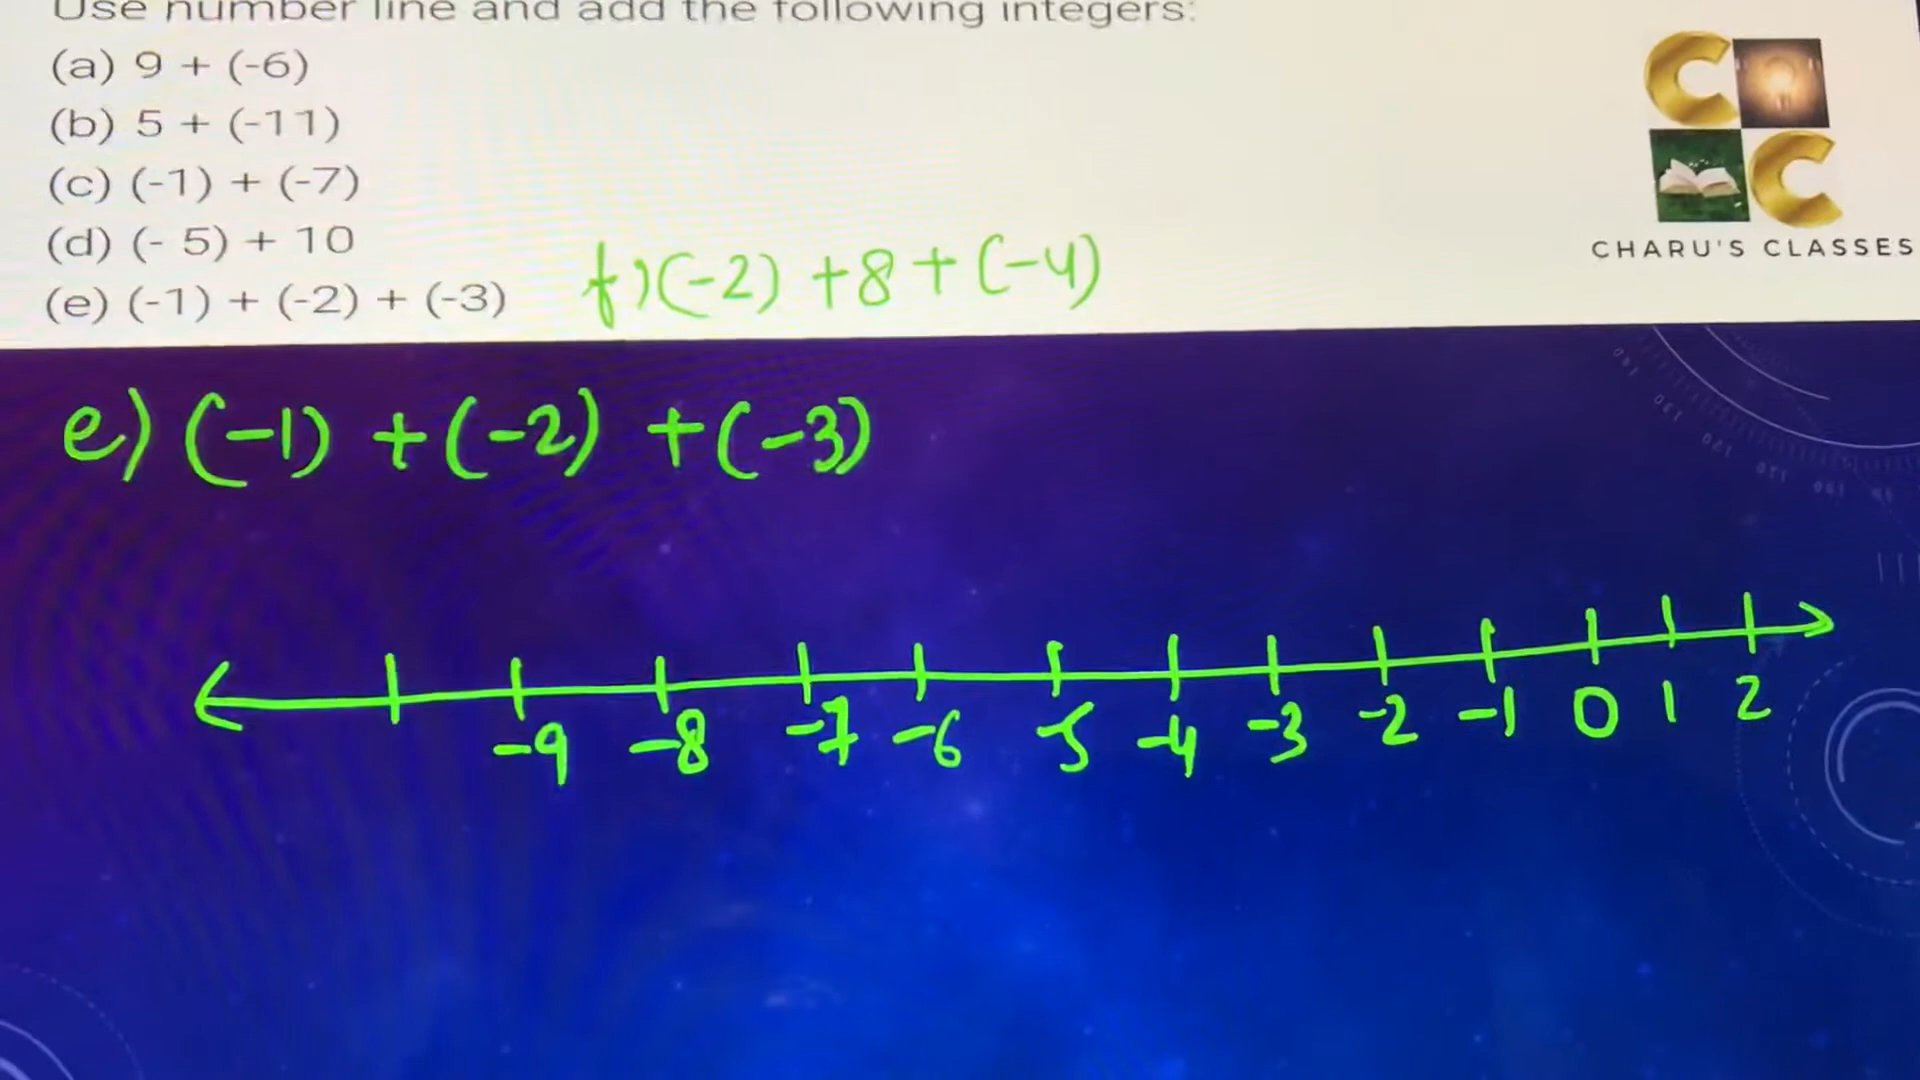 Use number line and add the following integers:
(a) 9 + (-6)
(b) 5 + (-11)
(c) (-1) + (-7)
(d) (- 5) + 10
(e) (-1) + (-2) + (-3)
f) (-2) + 8 + (-4)
CHARU'S CLASSES
e) (-1) + (-2) + (-3)
-9 -8 -7 -6 -5 -4 -3 -2 -1 0 1 2